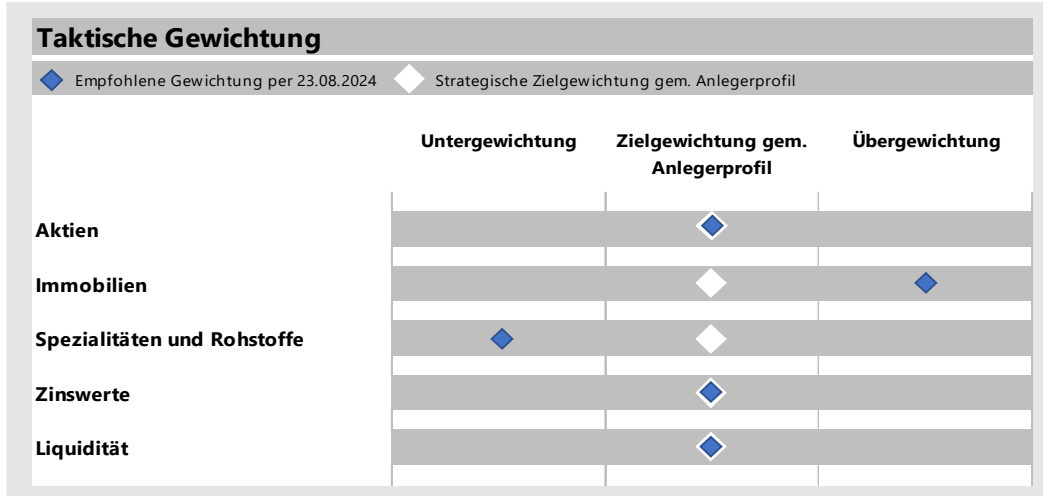 Taktische Gewichtung
Empfohlene Gewichtung per 23.08.2024 Strategische Zielgewichtung gem. Anlegerprofil
Untergewichtung Zielgewichtung gem. Anlegerprofil Übergewichtung
Aktien
Immobilien
Spezialitäten und Rohstoffe
Zinswerte
Liquidität